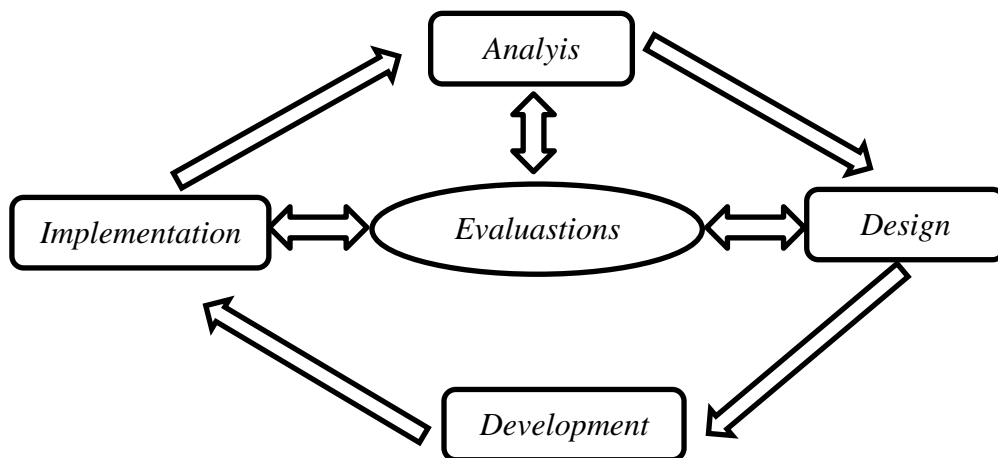 Analyis
Implementation
Evaluastions
Design
Development